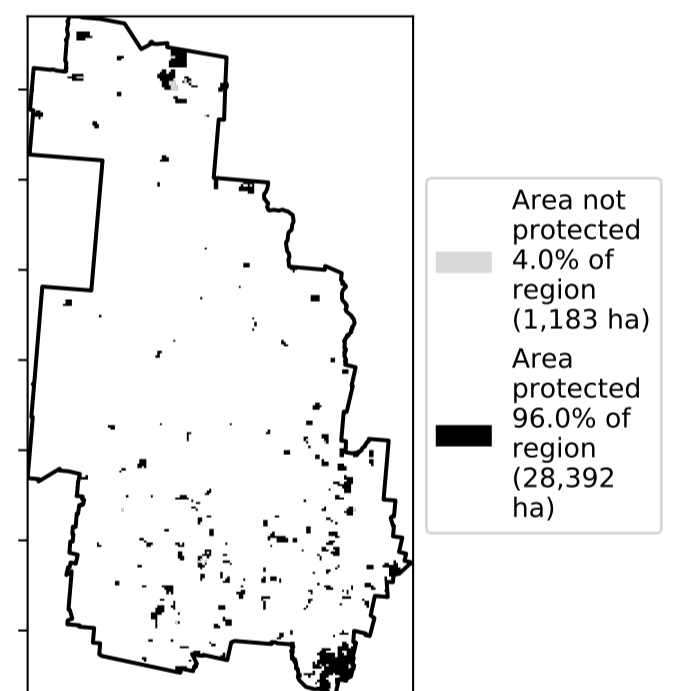 Area not
protected
4.0% of
region
(1,183 ha)
Area
protected
96.0% of
region
(28,392
ha)